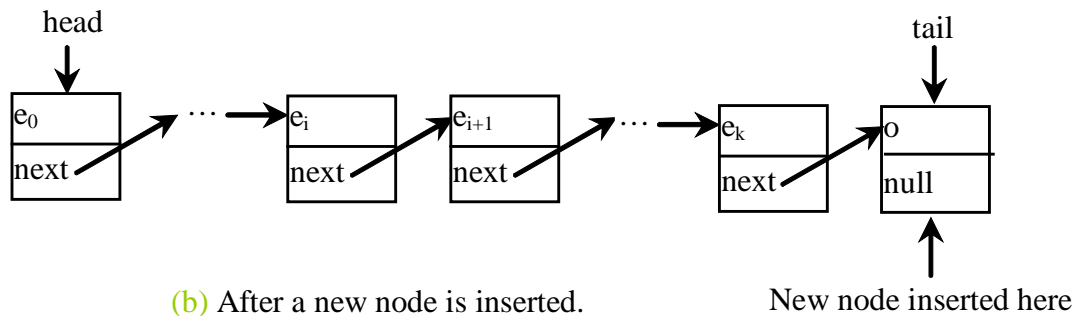 head
tail
e0 … ei ei+1 … ek o
next next next next null
(b) After a new node is inserted.
New node inserted here